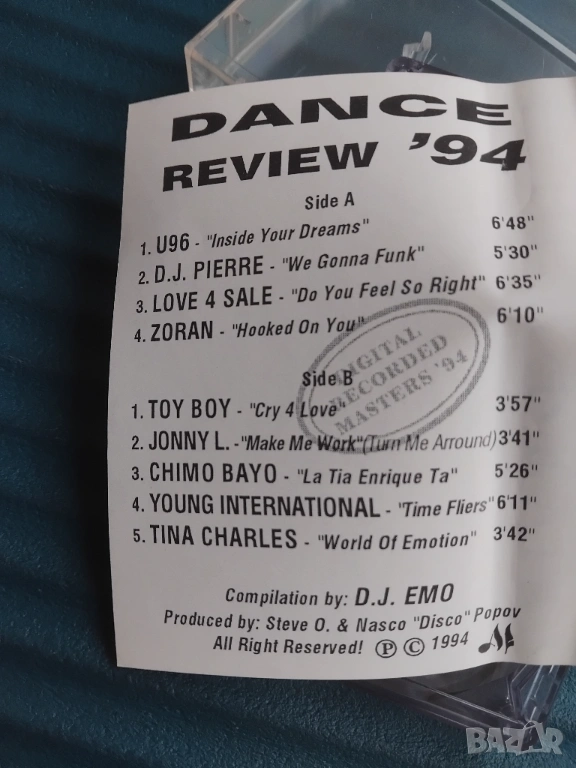 DANCE
REVIEW '94
Side A
1. U96 - "Inside Your Dreams" 6'48"
2. D.J. PIERRE - "We Gonna Funk" 5'30"
3. LOVE 4 SALE - "Do You Feel So Right" 6'35"
4. ZORAN - "Hooked On You" 6'10"
DIGITAL
RECORDED
MASTERS '94
Side B
1. TOY BOY - "Cry 4 Love" 3'57"
2. JONNY L. - "Make Me Work" (Turn Me Arround) 3'41"
3. CHIMO BAYO - "La Tia Enrique Ta" 5'26"
4. YOUNG INTERNATIONAL - "Time Fliers" 6'11"
5. TINA CHARLES - "World Of Emotion" 3'42"
Compilation by: D.J. EMO
Produced by: Steve O. & Nasco "Disco" Popov
All Right Reserved! Ⓟ © 1994
BAZAR.BG